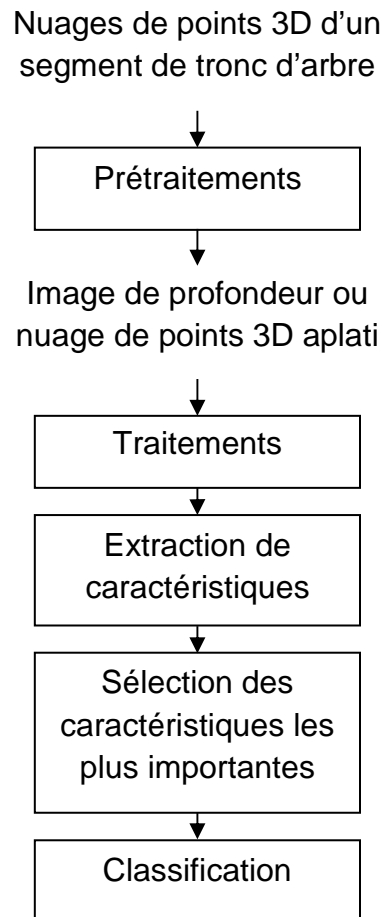 Nuages de points 3D d’un
segment de tronc d’arbre
Prétraitements
Image de profondeur ou
nuage de points 3D aplati
Traitements
Extraction de
caractéristiques
Sélection des
caractéristiques les
plus importantes
Classification